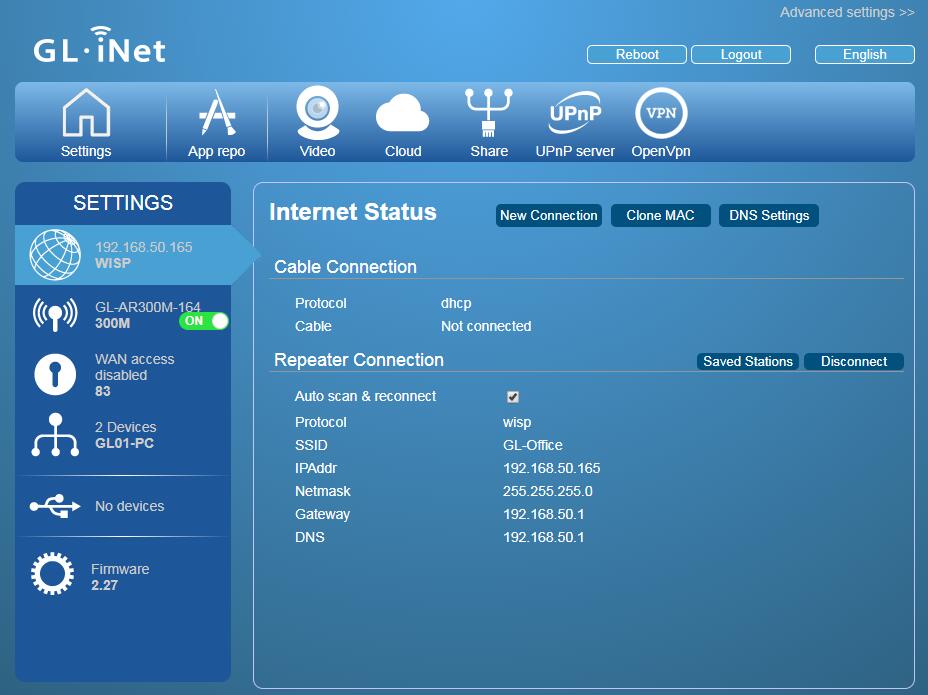 Advanced settings >>
GL·iNet
Reboot Logout English
Settings App repo Video Cloud Share UPnP UPnP server VPN OpenVpn
SETTINGS
192.168.50.165
WISP
GL-AR300M-164
300M ON
WAN access
disabled
83
2 Devices
GL01-PC
No devices
Firmware
2.27
Internet Status New Connection Clone MAC DNS Settings
Cable Connection
Protocol dhcp
Cable Not connected
Repeater Connection Saved Stations Disconnect
Auto scan & reconnect
Protocol wisp
SSID GL-Office
IPAddr 192.168.50.165
Netmask 255.255.255.0
Gateway 192.168.50.1
DNS 192.168.50.1